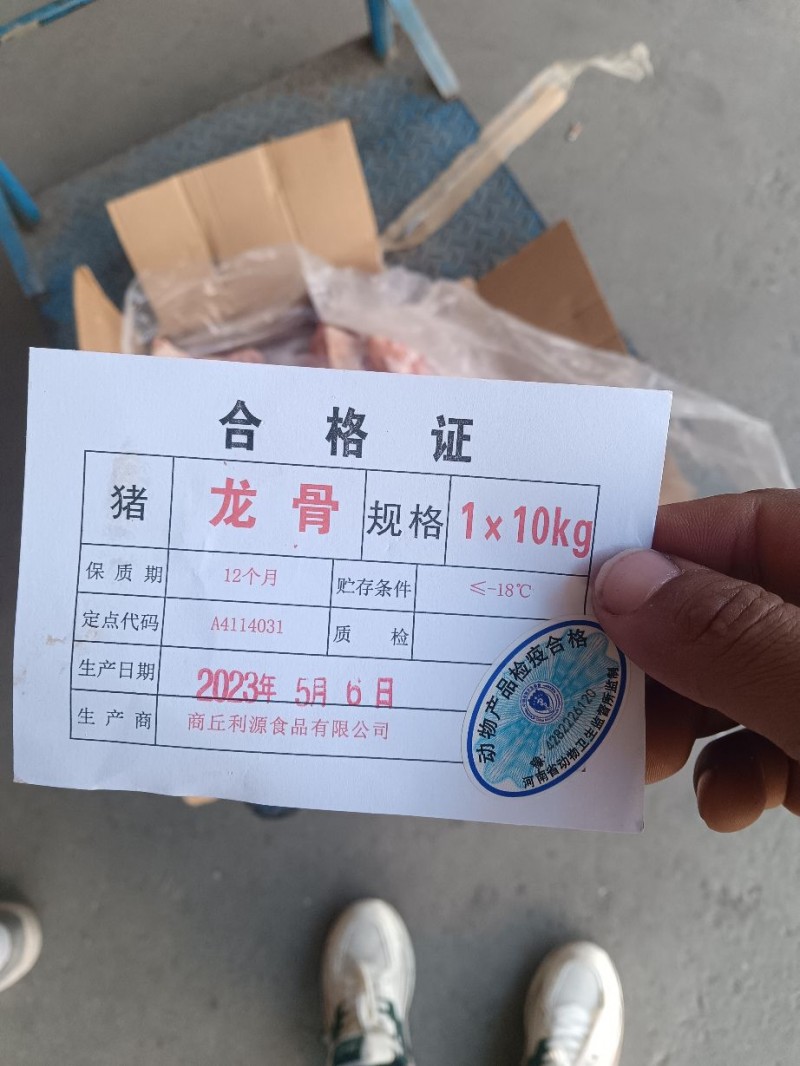 合格证
猪 龙骨 规格 1×10kg
保质期 12个月 贮存条件 ≤-18℃
定点代码 A4114031 质检
生产日期 2023年 5月 6日
生产商 商丘利源食品有限公司
动物产品检疫合格
4282226120
河南省动物卫生监督所监制